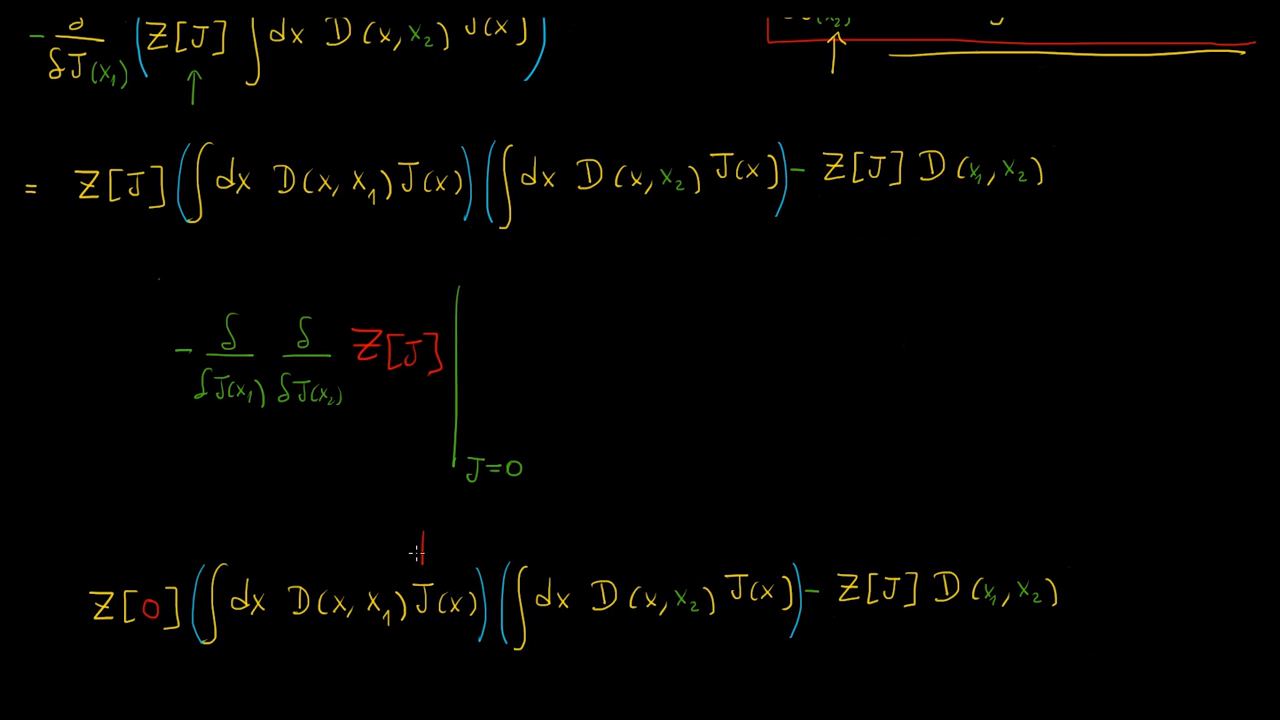 - δ/δJ(x₁) (Z[J] ∫ dx D(x, x₂) J(x))
= Z[J] (∫ dx D(x, x₁) J(x)) (∫ dx D(x, x₂) J(x)) - Z[J] D(x₁, x₂)
- δ/δJ(x₁) δ/δJ(x₂) Z[J] |
J=0
Z[0] (∫ dx D(x, x₁) J(x)) (∫ dx D(x, x₂) J(x)) - Z[J] D(x₁, x₂)